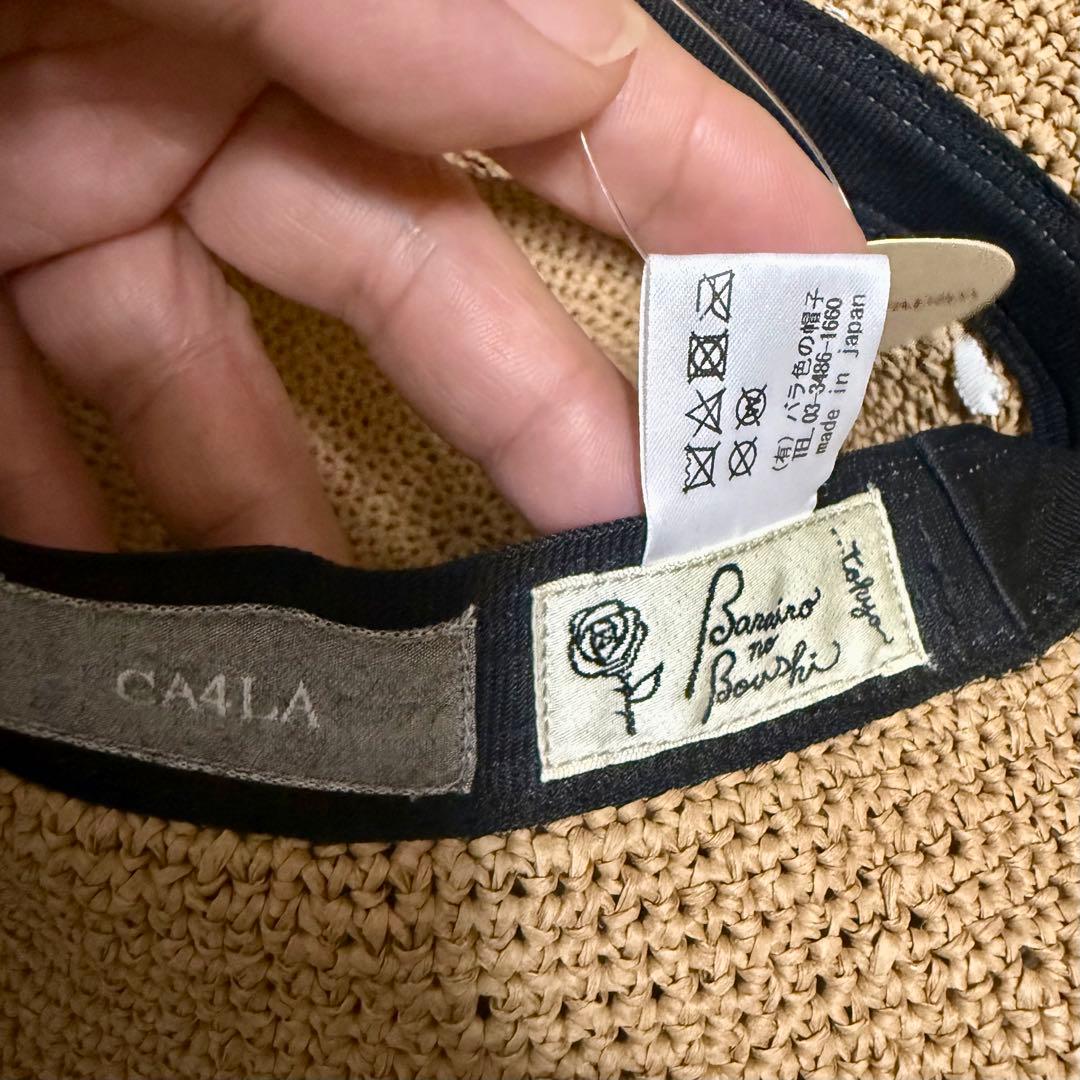 CA4LA
Barairo
no
Boushi
...Tokyo
(有) バラ色の帽子
TEL 03-3486-1660
made in japan